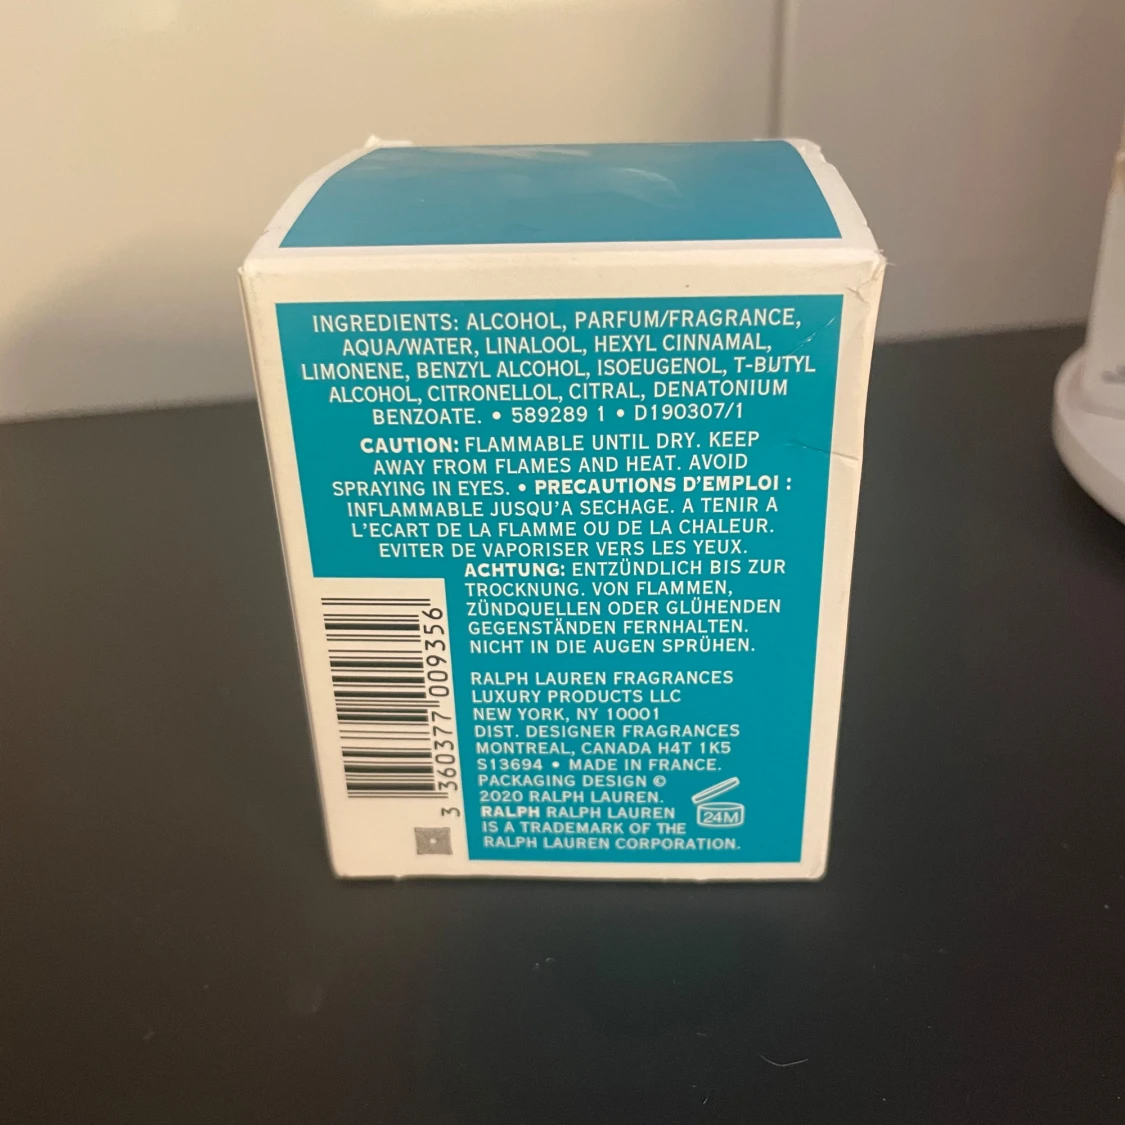 INGREDIENTS: ALCOHOL, PARFUM/FRAGRANCE,
AQUA/WATER, LINALOOL, HEXYL CINNAMAL,
LIMONENE, BENZYL ALCOHOL, ISOEUGENOL, T-BUTYL
ALCOHOL, CITRONELLOL, CITRAL, DENATONIUM
BENZOATE. • 589289 1 • D190307/1
CAUTION: FLAMMABLE UNTIL DRY. KEEP
AWAY FROM FLAMES AND HEAT. AVOID
SPRAYING IN EYES. • PRECAUTIONS D'EMPLOI :
INFLAMMABLE JUSQU'A SECHAGE. A TENIR A
L'ECART DE LA FLAMME OU DE LA CHALEUR.
EVITER DE VAPORISER VERS LES YEUX.
ACHTUNG: ENTZÜNDLICH BIS ZUR
TROCKNUNG. VON FLAMMEN,
ZÜNDQUELLEN ODER GLÜHENDEN
GEGENSTÄNDEN FERNHALTEN.
NICHT IN DIE AUGEN SPRÜHEN.
RALPH LAUREN FRAGRANCES
LUXURY PRODUCTS LLC
NEW YORK, NY 10001
DIST. DESIGNER FRAGRANCES
MONTREAL, CANADA H4T 1K5
S13694 • MADE IN FRANCE.
PACKAGING DESIGN ©
2020 RALPH LAUREN.
RALPH RALPH LAUREN
IS A TRADEMARK OF THE
RALPH LAUREN CORPORATION.
24M
3 360377 009356